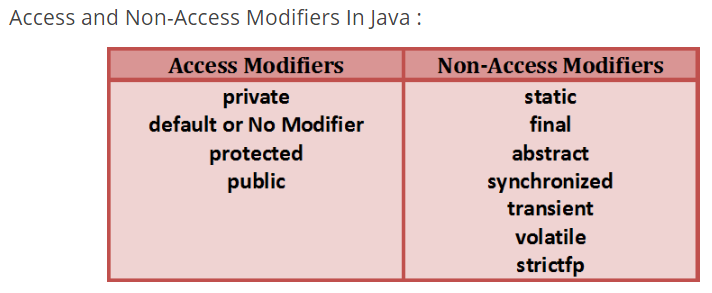 Access and Non-Access Modifiers In Java :
Access Modifiers Non-Access Modifiers
private static
default or No Modifier final
protected abstract
public synchronized
transient
volatile
strictfp